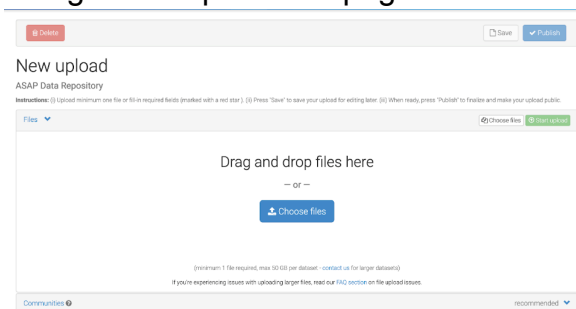 Delete
Save
Publish
New upload
ASAP Data Repository
Instructions: (i) Upload minimum one file or fill-in required fields (marked with a red star ). (ii) Press "Save" to save your upload for editing later. (iii) When ready, press "Publish" to finalize and make your upload public.
Files
Choose files
Start upload
Drag and drop files here
— or —
Choose files
(minimum 1 file required, max 50 GB per dataset - contact us for larger datasets)
If you're experiencing issues with uploading larger files, read our FAQ section on file upload issues.
Communities
recommended